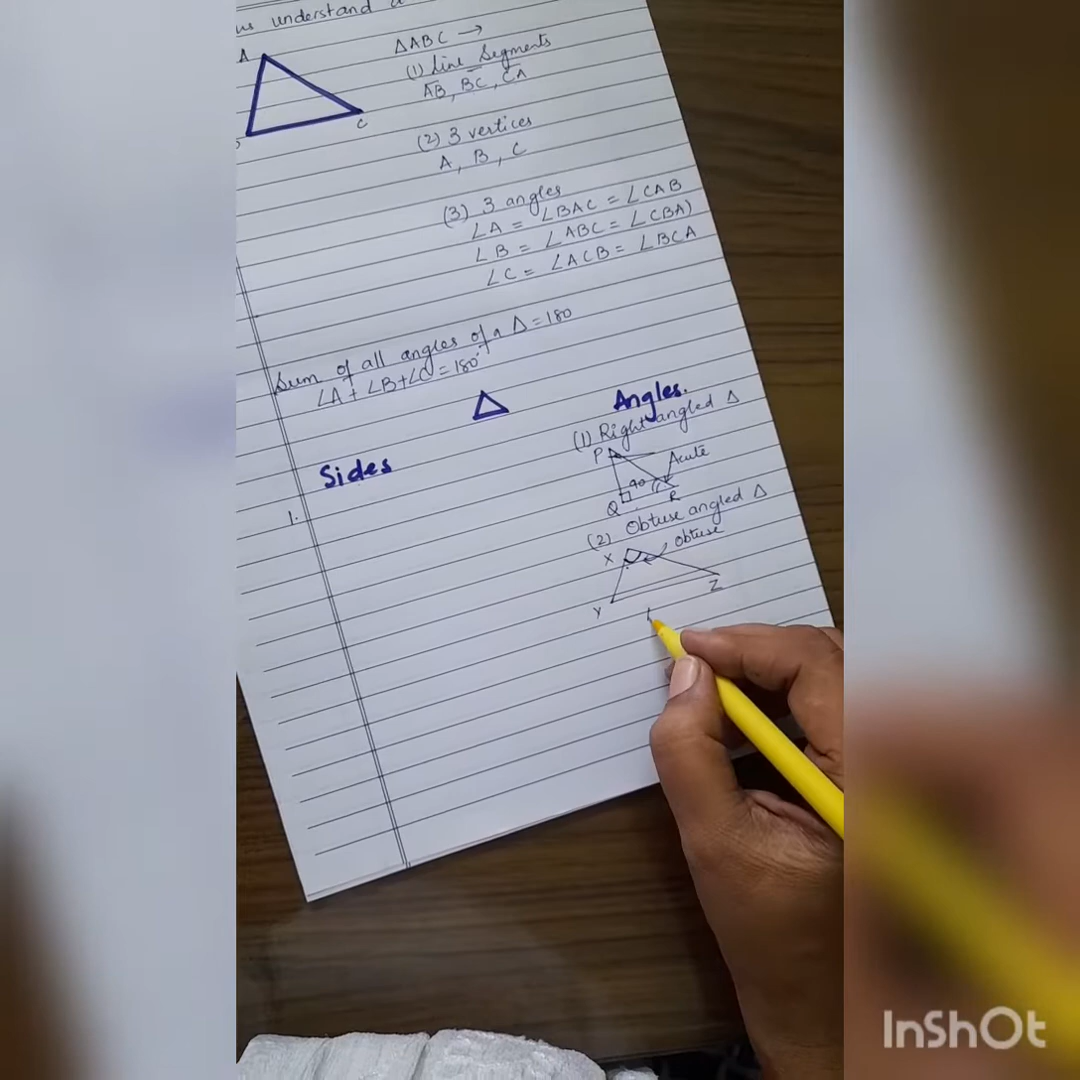 us understand a
A
C
△ABC →
(1) Line Segments
AB, BC, CA
(2) 3 vertices
A, B, C
(3) 3 angles
∠A = ∠BAC = ∠CAB
∠B = ∠ABC = ∠CBA)
∠C = ∠ACB = ∠BCA
Sum of all angles of a △ = 180
∠A + ∠B + ∠C = 180°
△
Sides
1.
Angles.
(1) Right angled △
P
Acute
90
Q
R
(2) Obtuse angled △
X
Obtuse
Y
Z
InShOt